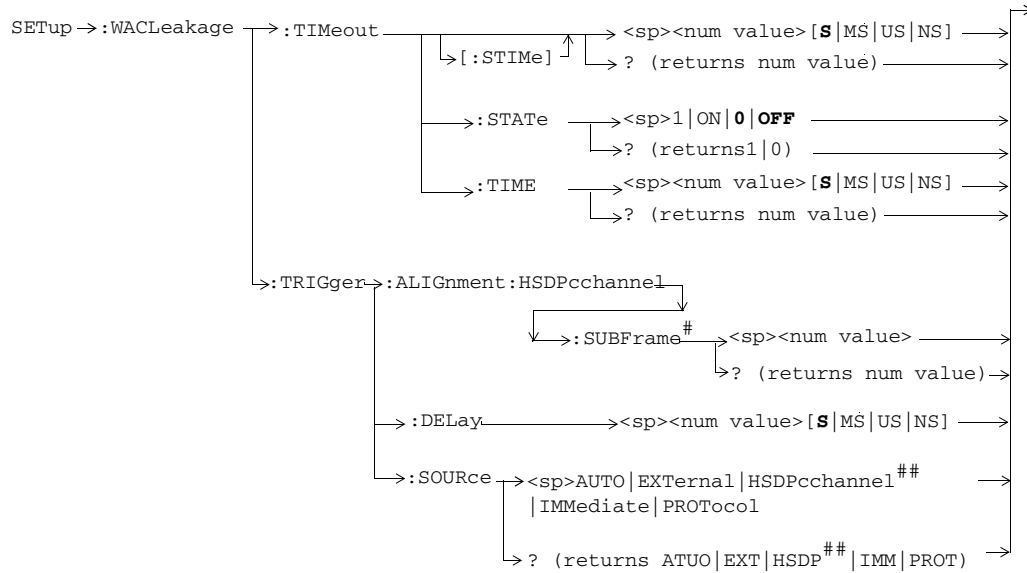 SETup :WACLeakage :TIMeout <sp><num value>[S|MS|US|NS]
[:STIMe] ? (returns num value)
:STATe <sp>1|ON|0|OFF
? (returns1|0)
:TIME <sp><num value>[S|MS|US|NS]
? (returns num value)
:TRIGger :ALIGnment:HSDPcchannel
:SUBFrame# <sp><num value>
? (returns num value)
:DELay <sp><num value>[S|MS|US|NS]
:SOURce <sp>AUTO|EXTernal|HSDPcchannel##
|IMMediate|PROTocol
? (returns ATUO|EXT|HSDP##|IMM|PROT)